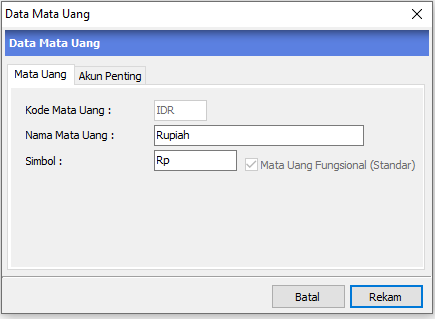 Data Mata Uang
Data Mata Uang
Mata Uang Akun Penting
Kode Mata Uang : IDR
Nama Mata Uang : Rupiah
Simbol : Rp Mata Uang Fungsional (Standar)
Batal Rekam